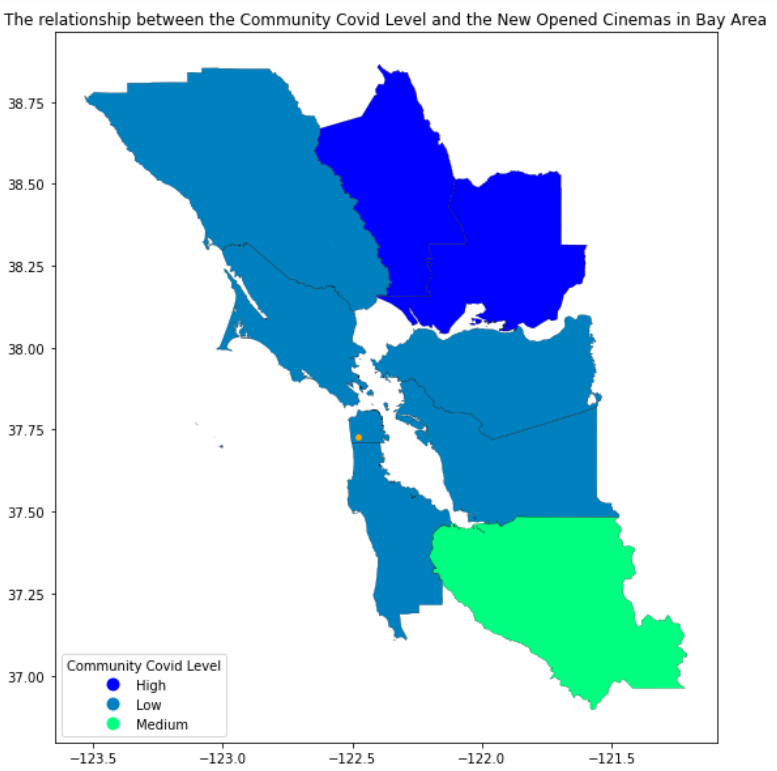 The relationship between the Community Covid Level and the New Opened Cinemas in Bay Area
38.75
38.50
38.25
38.00
37.75
37.50
37.25
37.00
Community Covid Level
High
Low
Medium
−123.5 −123.0 −122.5 −122.0 −121.5